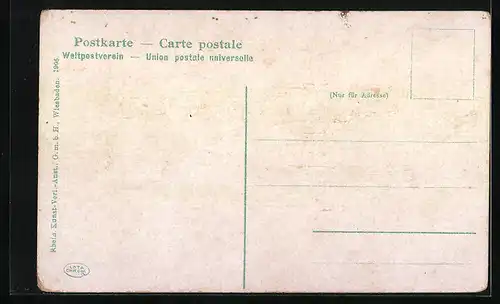 Postkarte — Carte postale
Weltpostverein — Union postale universelle
(Nur für Adresse)
Rhein. Kunst-Verl.-Anst., G. m. b. H., Wiesbaden. 1906.